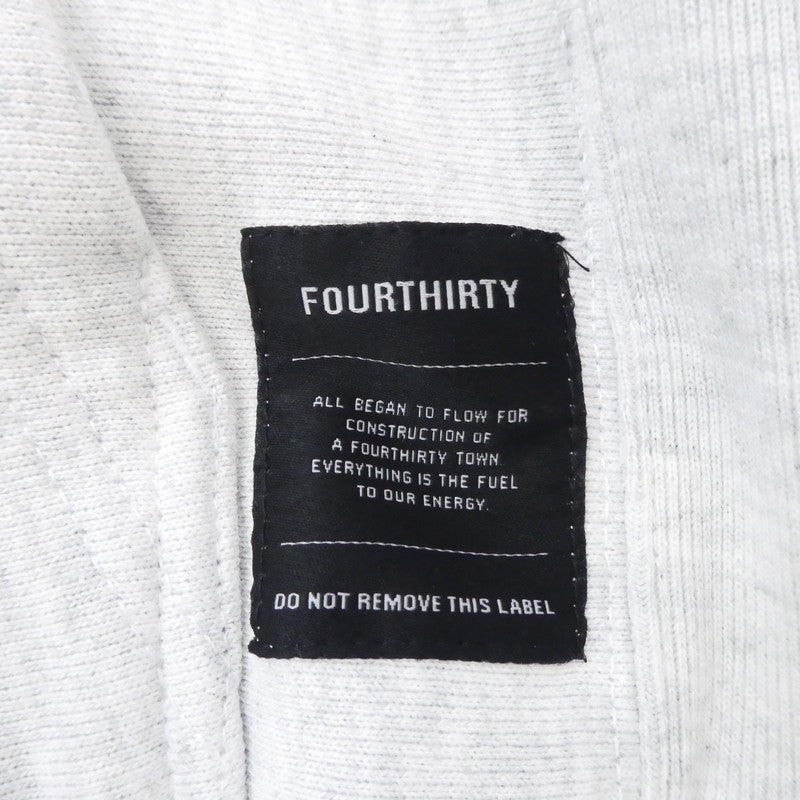 FOURTHIRTY
ALL BEGAN TO FLOW FOR
CONSTRUCTION OF
A FOURTHIRTY TOWN.
EVERYTHING IS THE FUEL
TO OUR ENERGY.
DO NOT REMOVE THIS LABEL